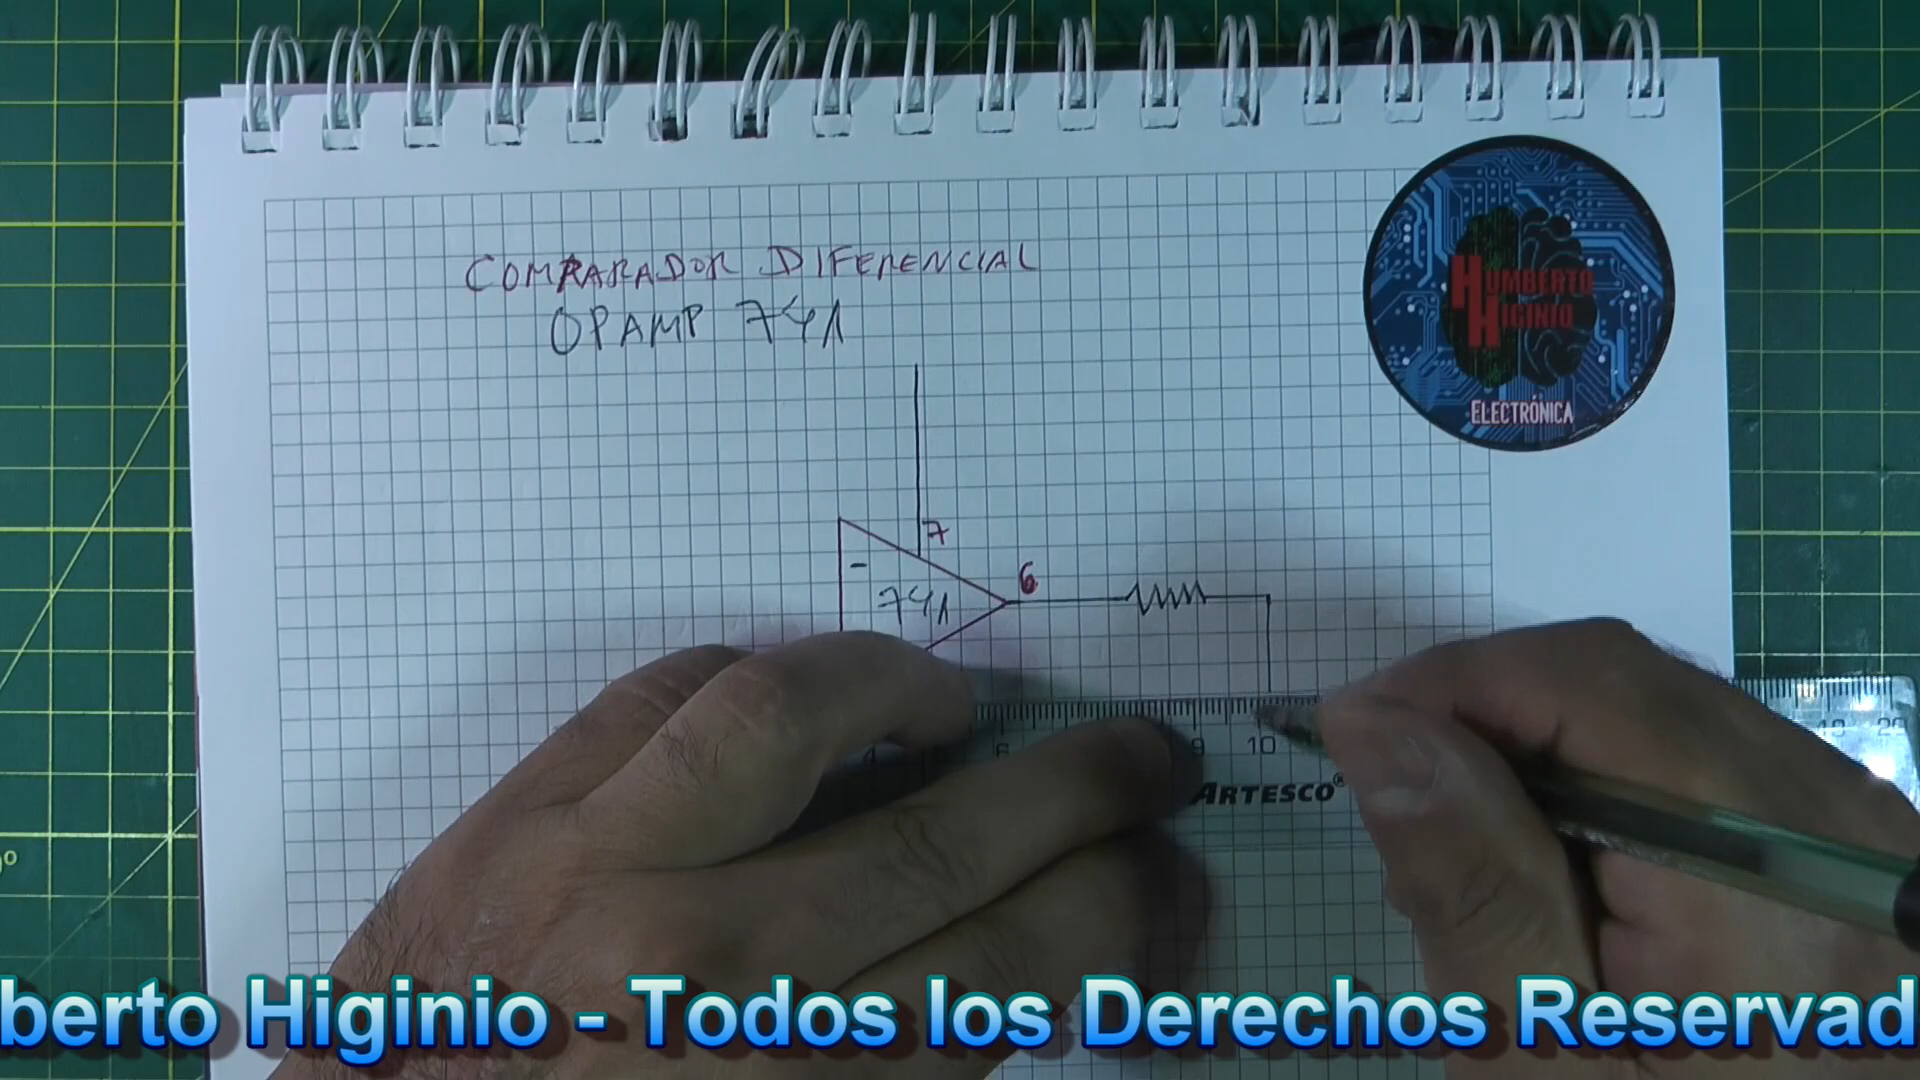 COMPARADOR DIFERENCIAL
OPAMP 741
HUMBERTO
HIGINIO
ELECTRÓNICA
7
-
741
6
6 9 10 19 20
ARTESCO®
berto Higinio - Todos los Derechos Reservad